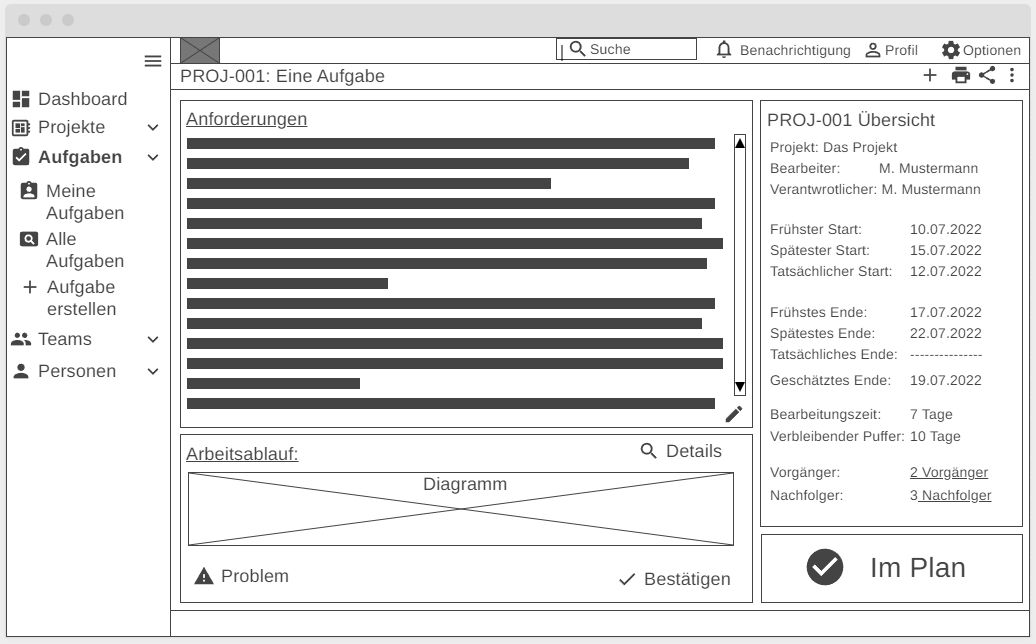 Suche
Benachrichtigung
Profil
Optionen
PROJ-001: Eine Aufgabe
Dashboard
Projekte
Aufgaben
Meine
Aufgaben
Alle
Aufgaben
Aufgabe
erstellen
Teams
Personen
Anforderungen
Arbeitsablauf:
Details
Diagramm
Problem
Bestätigen
PROJ-001 Übersicht
Projekt: Das Projekt
Bearbeiter: M. Mustermann
Verantwrotlicher: M. Mustermann
Frühster Start: 10.07.2022
Spätester Start: 15.07.2022
Tatsächlicher Start: 12.07.2022
Frühstes Ende: 17.07.2022
Spätestes Ende: 22.07.2022
Tatsächliches Ende: ---------------
Geschätztes Ende: 19.07.2022
Bearbeitungszeit: 7 Tage
Verbleibender Puffer: 10 Tage
Vorgänger: 2 Vorgänger
Nachfolger: 3 Nachfolger
Im Plan